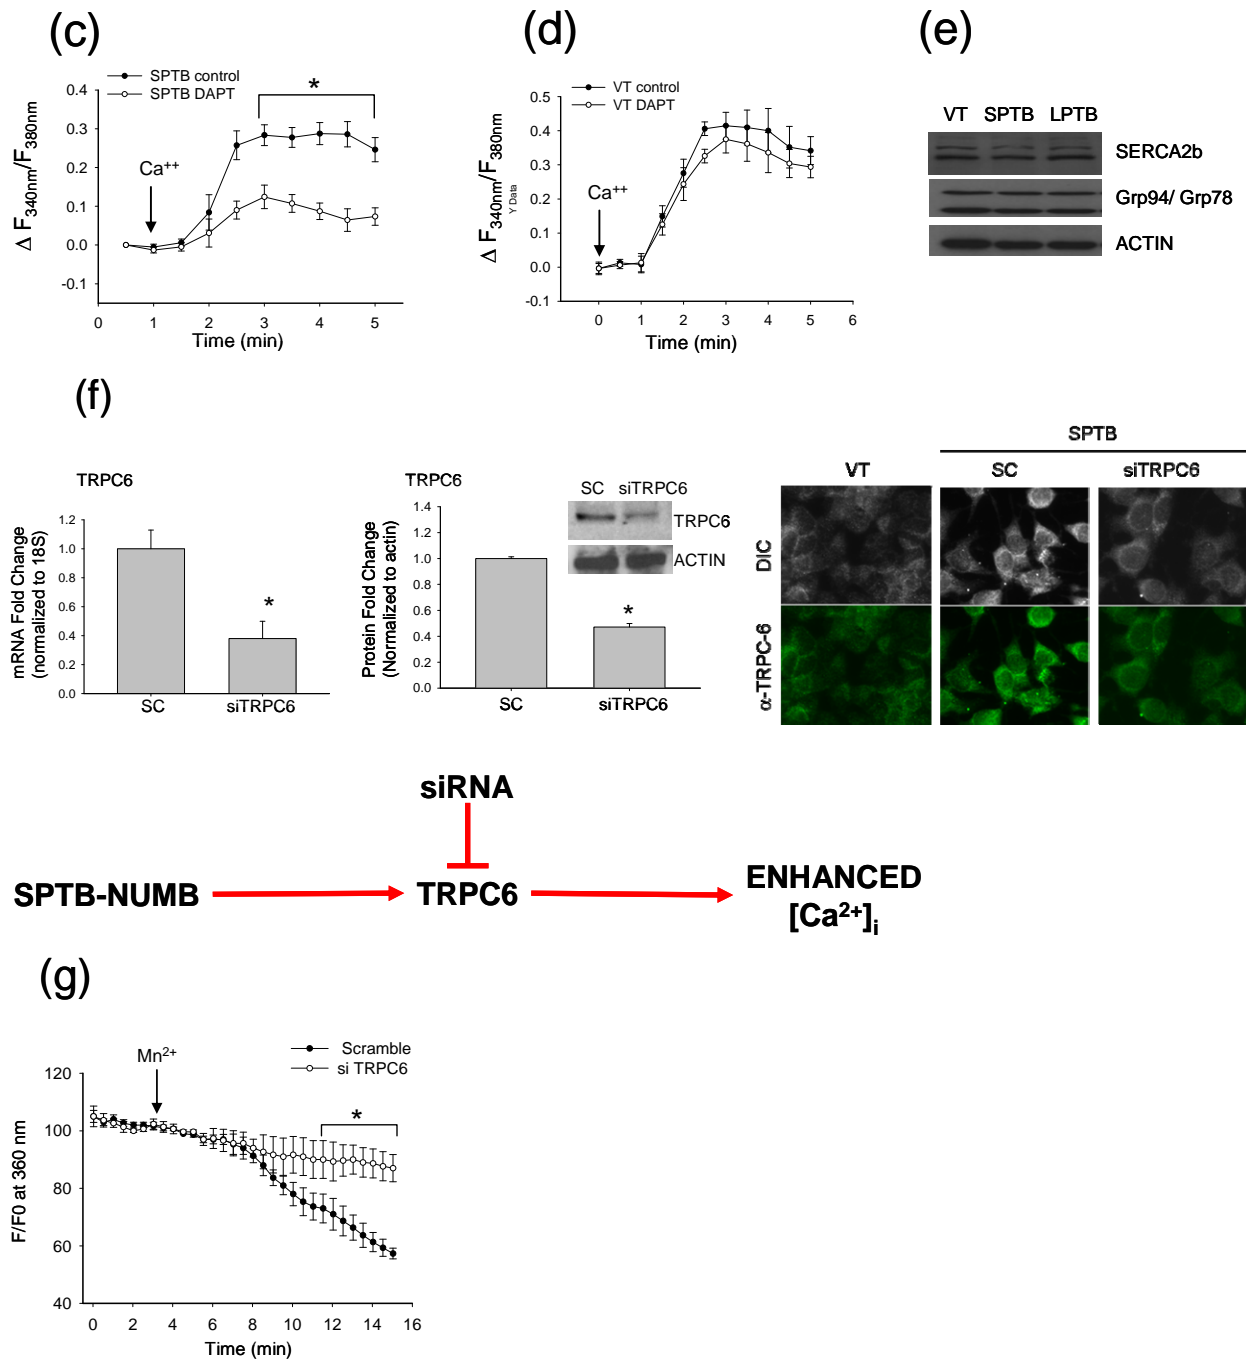 (c)
SPTB control
SPTB DAPT
*
Ca++
Δ F340nm/F380nm
0.4
0.3
0.2
0.1
0.0
-0.1
0 1 2 3 4 5
Time (min)
(d)
VT control
VT DAPT
Ca++
Δ F340nm/F380nm
Y Data
0.5
0.4
0.3
0.2
0.1
0.0
-0.1
0 1 2 3 4 5 6
Time (min)
(e)
VT SPTB LPTB
SERCA2b
Grp94/ Grp78
ACTIN
(f)
TRPC6
mRNA Fold Change
(normalized to 18S)
1.2
1.0
0.8
0.6
0.4
0.2
0.0
*
SC siTRPC6
TRPC6
Protein Fold Change
(Normalized to actin)
1.4
1.2
1.0
0.8
0.6
0.4
0.2
0.0
SC siTRPC6
TRPC6
ACTIN
*
SC siTRPC6
SPTB
VT SC siTRPC6
DIC
α-TRPC-6
siRNA
SPTB-NUMB TRPC6 ENHANCED
[Ca2+]i
(g)
Mn2+
Scramble
si TRPC6
*
F/F0 at 360 nm
120
100
80
60
40
0 2 4 6 8 10 12 14 16
Time (min)